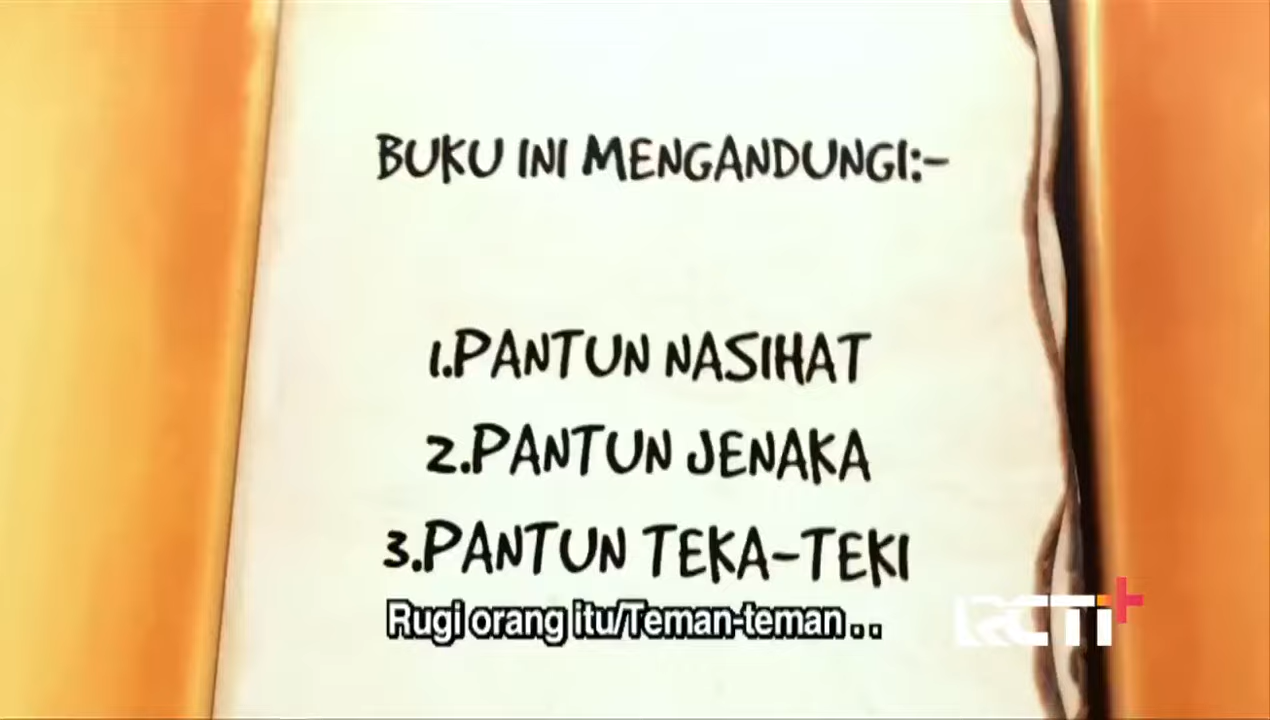 BUKU INI MENGANDUNGI:-
1.PANTUN NASIHAT
2.PANTUN JENAKA
3.PANTUN TEKA-TEKI
Rugi orang itu/Teman-teman . .
RCTI+